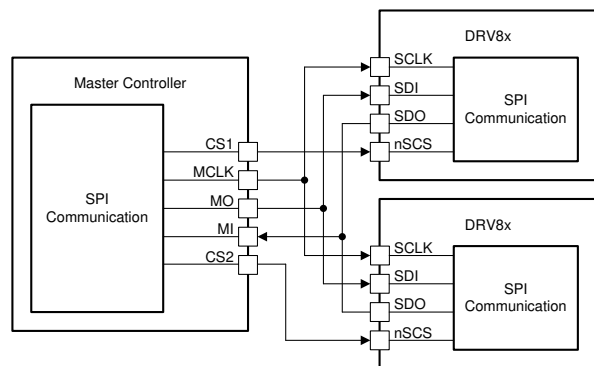 Master Controller
SPI
Communication
CS1
MCLK
MO
MI
CS2
DRV8x
SCLK
SDI
SDO
nSCS
SPI
Communication
DRV8x
SCLK
SDI
SDO
nSCS
SPI
Communication